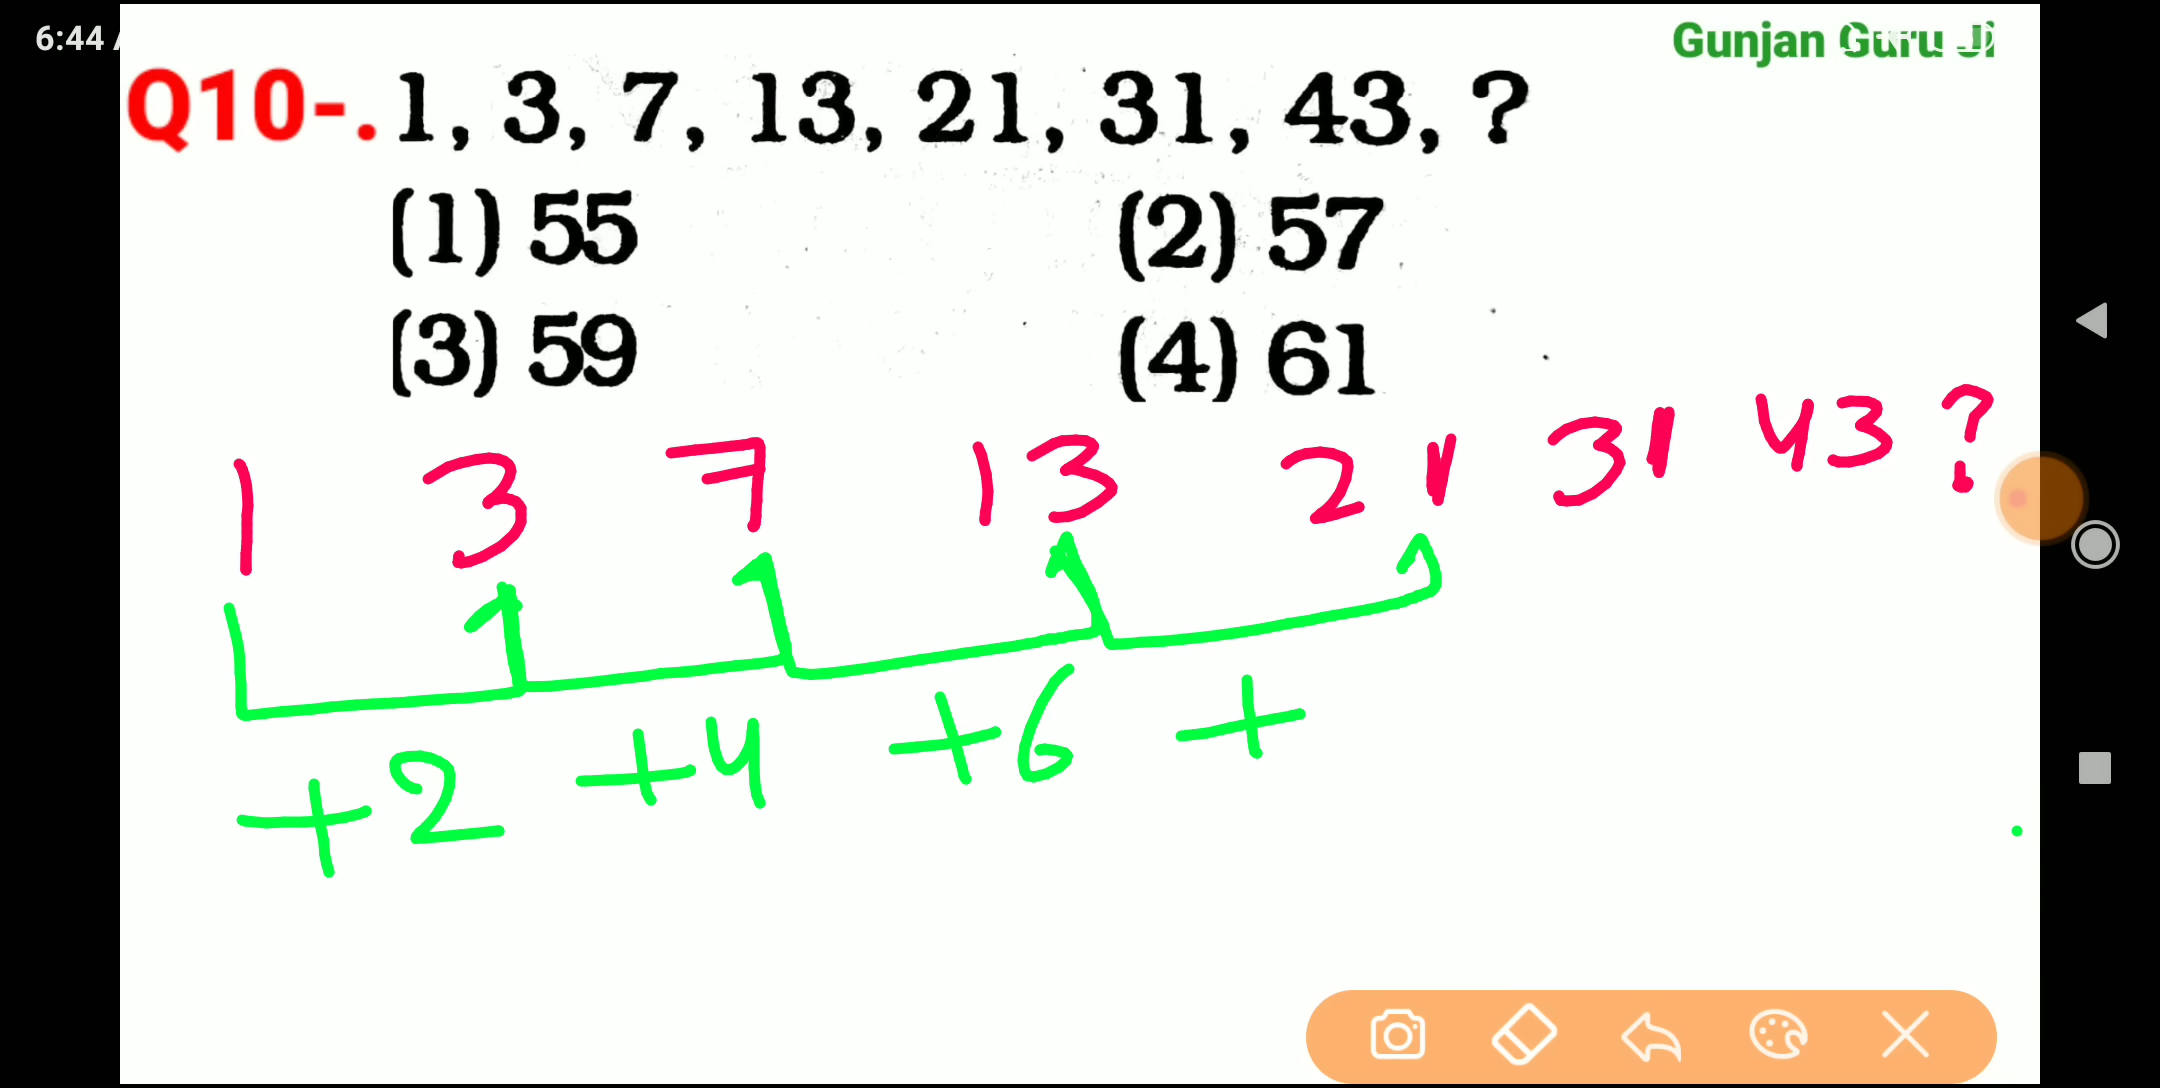 6:44
Gunjan Guru Ji
Q10-. 1, 3, 7, 13, 21, 31, 43, ?
(1) 55 (2) 57
(3) 59 (4) 61
1 3 7 13 21 31 43 ?
+2 +4 +6 +